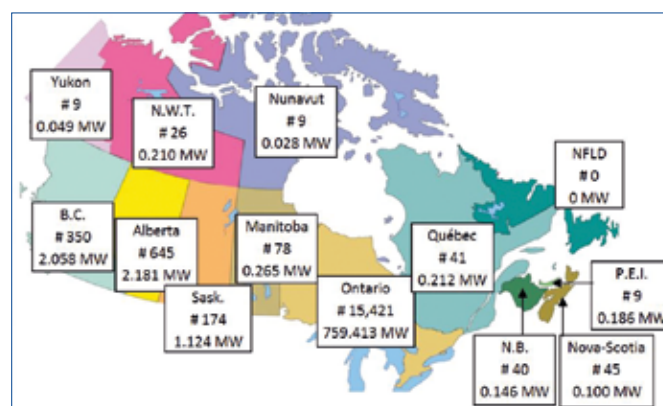 Yukon
# 9
0.049 MW
N.W.T.
# 26
0.210 MW
Nunavut
# 9
0.028 MW
NFLD
# 0
0 MW
B.C.
# 350
2.058 MW
Alberta
# 645
2.181 MW
Sask.
# 174
1.124 MW
Manitoba
# 78
0.265 MW
Ontario
# 15,421
759.413 MW
Québec
# 41
0.212 MW
P.E.I.
# 9
0.186 MW
N.B.
# 40
0.146 MW
Nova-Scotia
# 45
0.100 MW